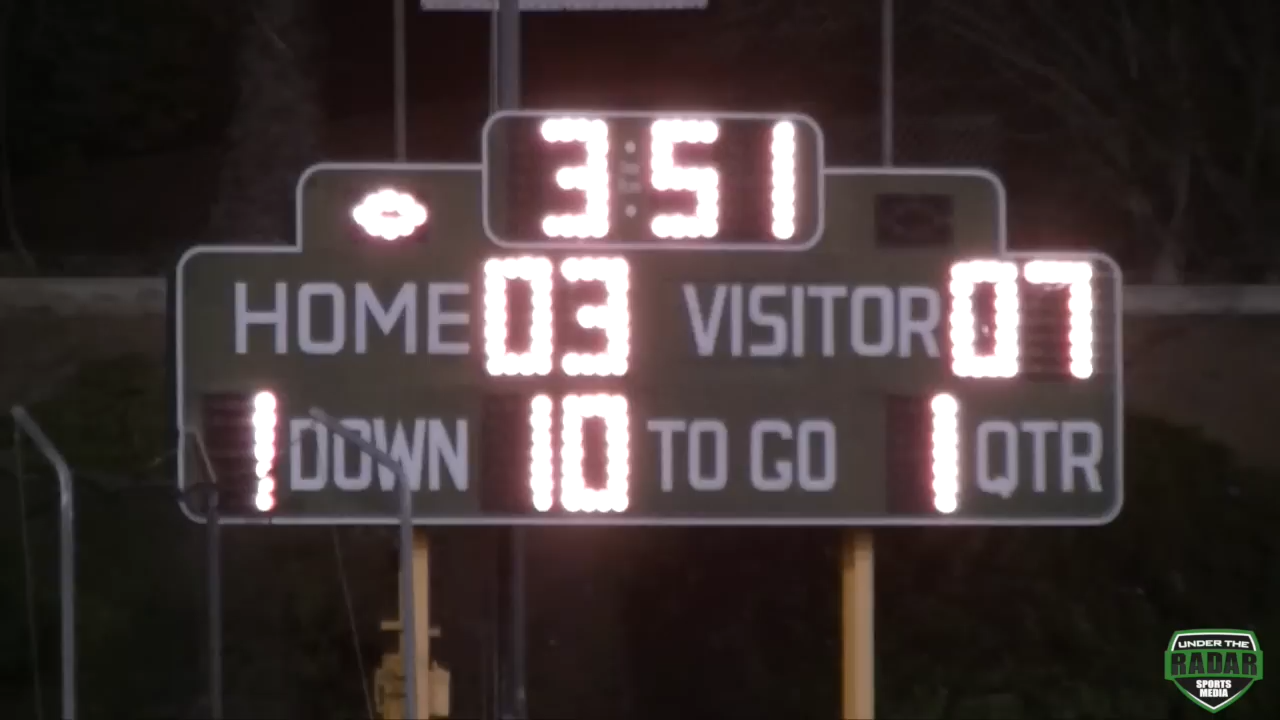 3:51
HOME 03 VISITOR 07
1 DOWN 10 TO GO 1 QTR
UNDER THE
RADAR
SPORTS
MEDIA